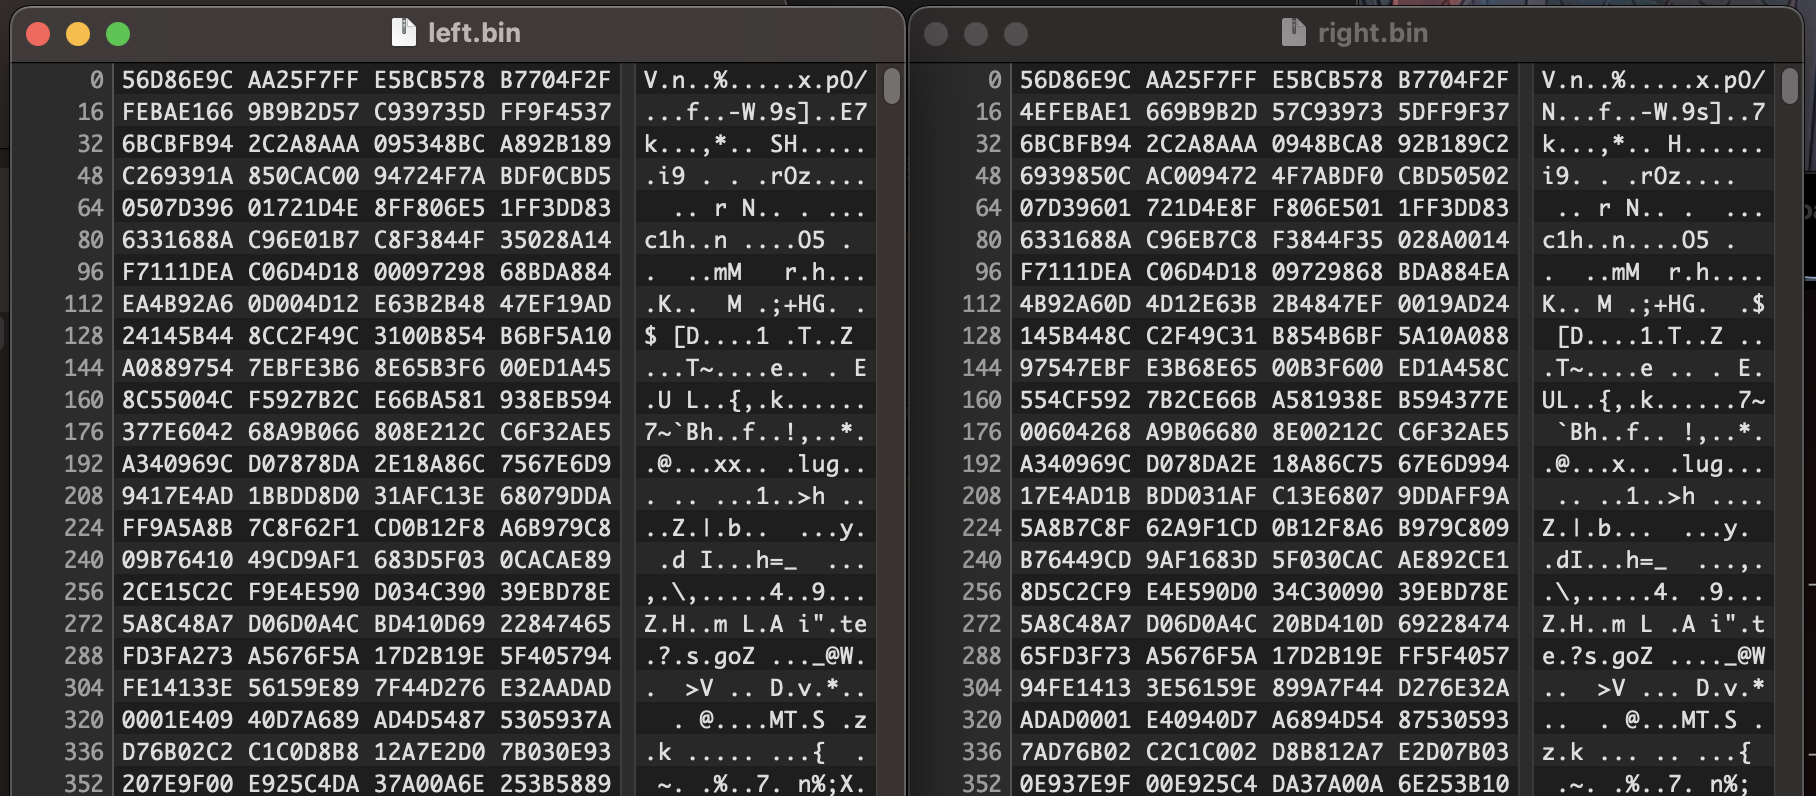 left.bin
0 56D86E9C AA25F7FF E5BCB578 B7704F2F V.n..%.....x.pO/
16 FEBAE166 9B9B2D57 C939735D FF9F4537 ...f..-W.9s]..E7
32 6BCBFB94 2C2A8AAA 095348BC A892B189 k...,*.. SH.....
48 C269391A 850CAC00 94724F7A BDF0CBD5 .i9 . . .rOz....
64 0507D396 01721D4E 8FF806E5 1FF3DD83 .. r N.. . ...
80 6331688A C96E01B7 C8F3844F 35028A14 c1h..n ....O5 .
96 F7111DEA C06D4D18 00097298 68BDA884 . ..mM r.h...
112 EA4B92A6 0D004D12 E63B2B48 47EF19AD .K.. M .;+HG. .
128 24145B44 8CC2F49C 3100B854 B6BF5A10 $ [D....1 .T..Z
144 A0889754 7EBFE3B6 8E65B3F6 00ED1A45 ...T~....e.. . E
160 8C55004C F5927B2C E66BA581 938EB594 .U L..{,.k......
176 377E6042 68A9B066 808E212C C6F32AE5 7~`Bh..f..!,..*.
192 A340969C D07878DA 2E18A86C 7567E6D9 .@...xx.. .lug..
208 9417E4AD 1BBDD8D0 31AFC13E 68079DDA . .. ...1..>h ..
224 FF9A5A8B 7C8F62F1 CD0B12F8 A6B979C8 ..Z.|.b.. ...y.
240 09B76410 49CD9AF1 683D5F03 0CACAE89 .d I...h=_ ...
256 2CE15C2C F9E4E590 D034C390 39EBD78E ,.\,.....4..9...
272 5A8C48A7 D06D0A4C BD410D69 22847465 Z.H..m L.A i".te
288 FD3FA273 A5676F5A 17D2B19E 5F405794 .?.s.goZ ..._@W.
304 FE14133E 56159E89 7F44D276 E32AADAD . >V .. D.v.*..
320 0001E409 40D7A689 AD4D5487 5305937A . @....MT.S .z
336 D76B02C2 C1C0D8B8 12A7E2D0 7B030E93 .k ..... ...{ .
352 207E9F00 E925C4DA 37A00A6E 253B5889 ~. .%..7. n%;X.
right.bin
0 56D86E9C AA25F7FF E5BCB578 B7704F2F V.n..%.....x.pO/
16 4EFEBAE1 669B9B2D 57C93973 5DFF9F37 N...f..-W.9s]..7
32 6BCBFB94 2C2A8AAA 0948BCA8 92B189C2 k...,*.. H......
48 6939850C AC009472 4F7ABDF0 CBD50502 i9. . .rOz....
64 07D39601 721D4E8F F806E501 1FF3DD83 .. r N.. . ...
80 6331688A C96EB7C8 F3844F35 028A0014 c1h..n....O5 .
96 F7111DEA C06D4D18 09729868 BDA884EA . ..mM r.h....
112 4B92A60D 4D12E63B 2B4847EF 0019AD24 K.. M .;+HG. .$
128 145B448C C2F49C31 B854B6BF 5A10A088 [D....1.T..Z ..
144 97547EBF E3B68E65 00B3F600 ED1A458C .T~....e .. . E.
160 554CF592 7B2CE66B A581938E B594377E UL..{,.k......7~
176 00604268 A9B06680 8E00212C C6F32AE5 `Bh..f.. !,..*.
192 A340969C D078DA2E 18A86C75 67E6D994 .@...x.. .lug...
208 17E4AD1B BDD031AF C13E6807 9DDAFF9A .. ..1..>h ....
224 5A8B7C8F 62A9F1CD 0B12F8A6 B979C809 Z.|.b... ...y.
240 B76449CD 9AF1683D 5F030CAC AE892CE1 .dI...h=_ ...,.
256 8D5C2CF9 E4E590D0 34C30090 39EBD78E .\,.....4. .9...
272 5A8C48A7 D06D0A4C 20BD410D 69228474 Z.H..m L .A i".t
288 65FD3F73 A5676F5A 17D2B19E FF5F4057 e.?s.goZ ...._@W
304 94FE1413 3E56159E 899A7F44 D276E32A .. >V ... D.v.*
320 ADAD0001 E40940D7 A6894D54 87530593 .. . @...MT.S .
336 7AD76B02 C2C1C002 D8B812A7 E2D07B03 z.k ... .. ...{
352 0E937E9F 00E925C4 DA37A00A 6E253B10 .~. .%..7. n%;